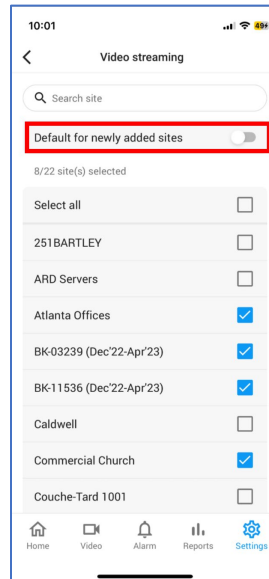 10:01
49
Video streaming
Search site
Default for newly added sites
8/22 site(s) selected
Select all
251BARTLEY
ARD Servers
Atlanta Offices
BK-03239 (Dec'22-Apr'23)
BK-11536 (Dec'22-Apr'23)
Caldwell
Commercial Church
Couche-Tard 1001
Home Video Alarm Reports Settings